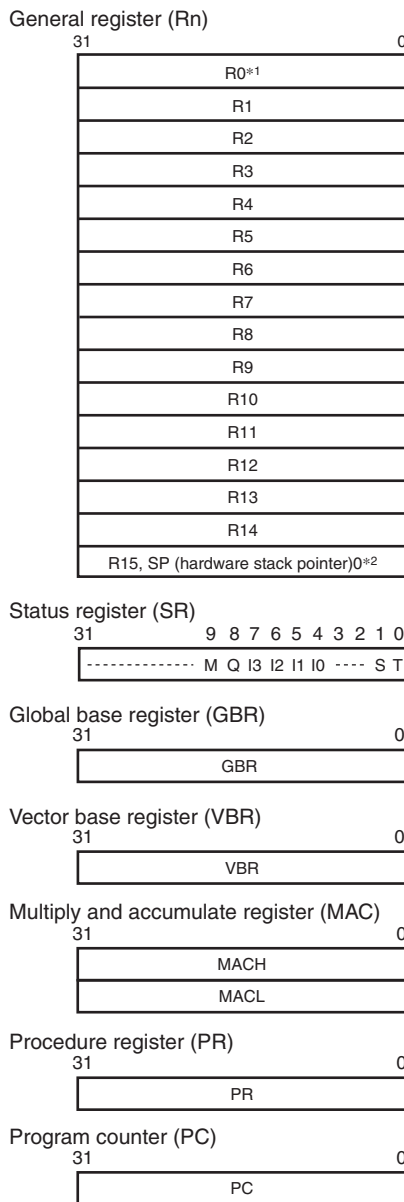 General register (Rn)
31 0
R0*1
R1
R2
R3
R4
R5
R6
R7
R8
R9
R10
R11
R12
R13
R14
R15, SP (hardware stack pointer)0*2
Status register (SR)
31 9 8 7 6 5 4 3 2 1 0
-------------- M Q I3 I2 I1 I0 ---- S T
Global base register (GBR)
31 0
GBR
Vector base register (VBR)
31 0
VBR
Multiply and accumulate register (MAC)
31 0
MACH
MACL
Procedure register (PR)
31 0
PR
Program counter (PC)
31 0
PC